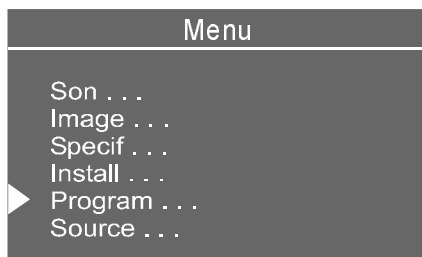 Menu
Son . . .
Image . . .
Specif . . .
Install . . .
Program . . .
Source . . .